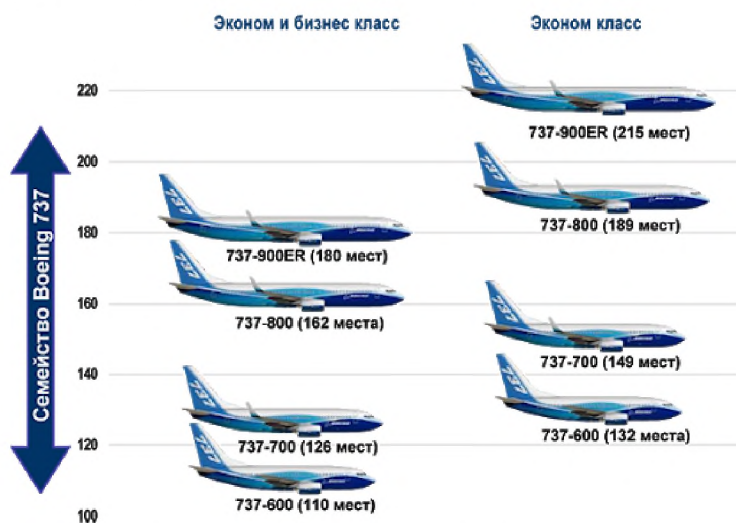 Эконом и бизнес класс
Эконом класс
220
737-900ER (215 мест)
200
737-800 (189 мест)
180
737-900ER (180 мест)
160
737-800 (162 места)
737-700 (149 мест)
140
737-700 (126 мест)
737-600 (132 места)
120
737-600 (110 мест)
100
Семейство Boeing 737